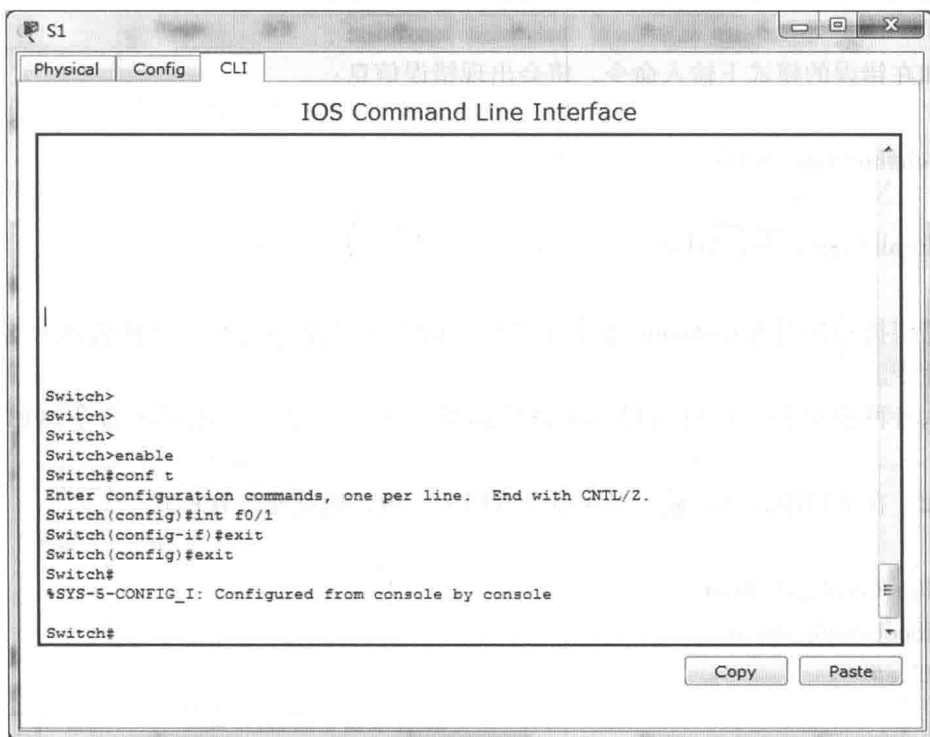 S1
Physical Config CLI
IOS Command Line Interface
Switch>
Switch>
Switch>
Switch>enable
Switch#conf t
Enter configuration commands, one per line.  End with CNTL/Z.
Switch(config)#int f0/1
Switch(config-if)#exit
Switch(config)#exit
Switch#
%SYS-5-CONFIG_I: Configured from console by console
Switch#
Copy Paste